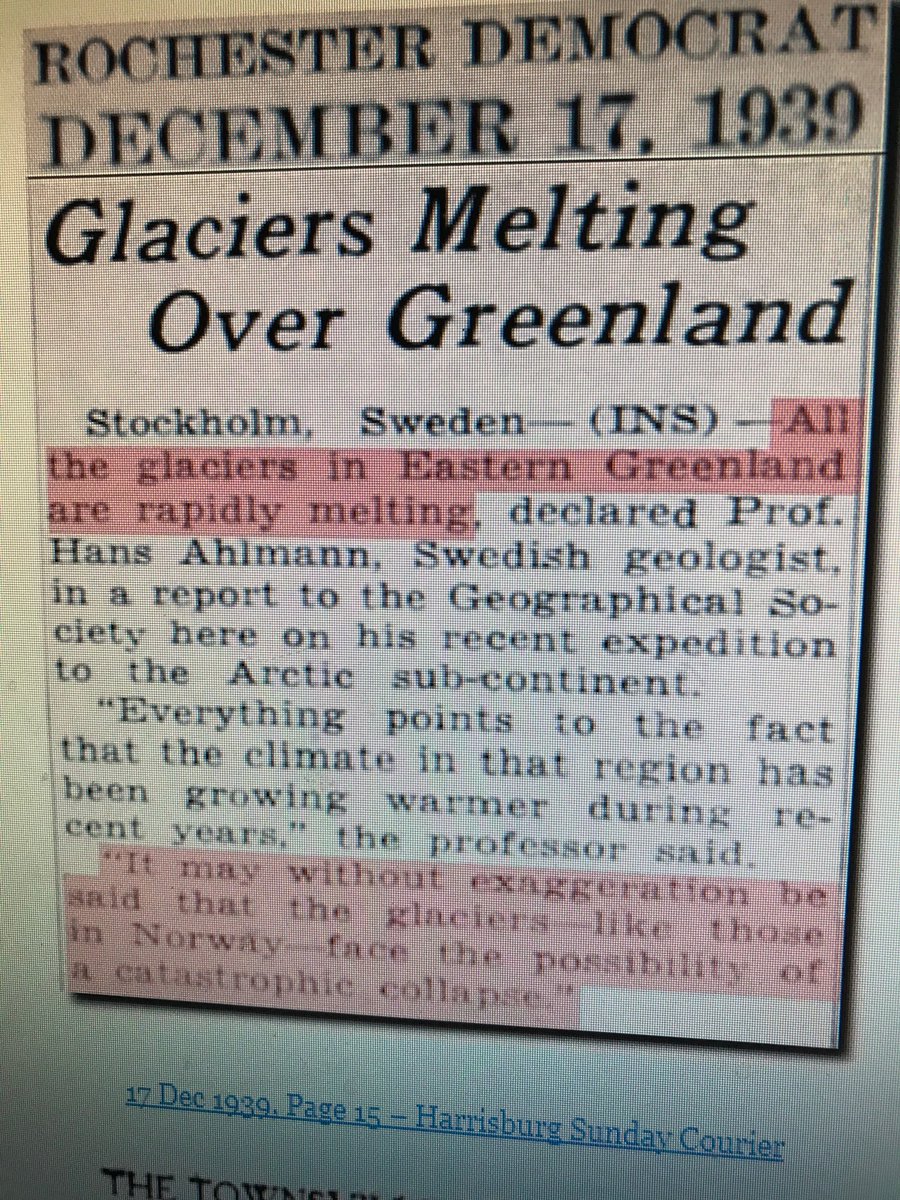 ROCHESTER DEMOCRAT
DECEMBER 17, 1939
Glaciers Melting
Over Greenland
Stockholm, Sweden — (INS) — All
the glaciers in Eastern Greenland
are rapidly melting, declared Prof.
Hans Ahlmann, Swedish geologist,
in a report to the Geographical So-
ciety here on his recent expedition
to the Arctic sub-continent.
"Everything points to the fact
that the climate in that region has
been growing warmer during re-
cent years," the professor said.
"It may without exaggeration be
said that the glaciers—like those
in Norway—face the possibility of
a catastrophic collapse."
17 Dec 1939, Page 15 – Harrisburg Sunday Courier
THE